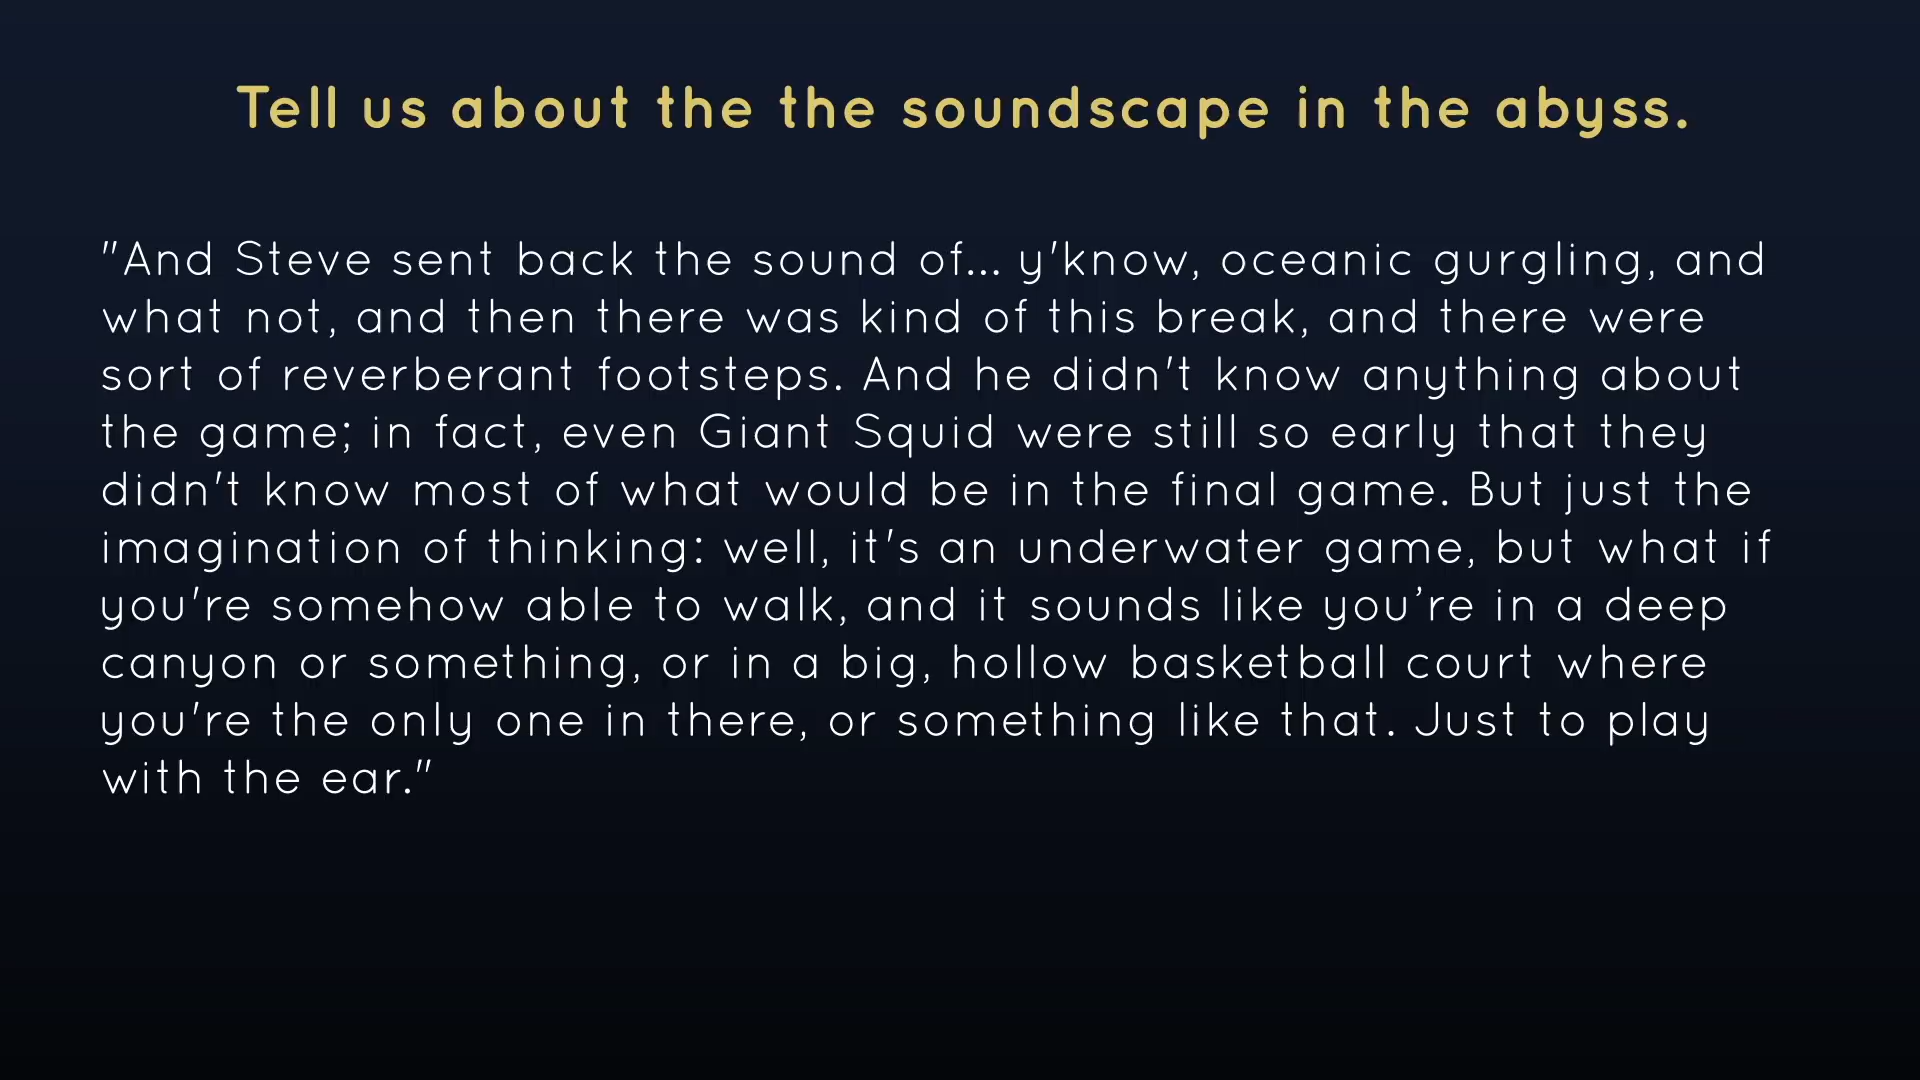 Tell us about the the soundscape in the abyss.
"And Steve sent back the sound of... y'know, oceanic gurgling, and
what not, and then there was kind of this break, and there were
sort of reverberant footsteps. And he didn't know anything about
the game; in fact, even Giant Squid were still so early that they
didn't know most of what would be in the final game. But just the
imagination of thinking: well, it's an underwater game, but what if
you're somehow able to walk, and it sounds like you’re in a deep
canyon or something, or in a big, hollow basketball court where
you're the only one in there, or something like that. Just to play
with the ear."